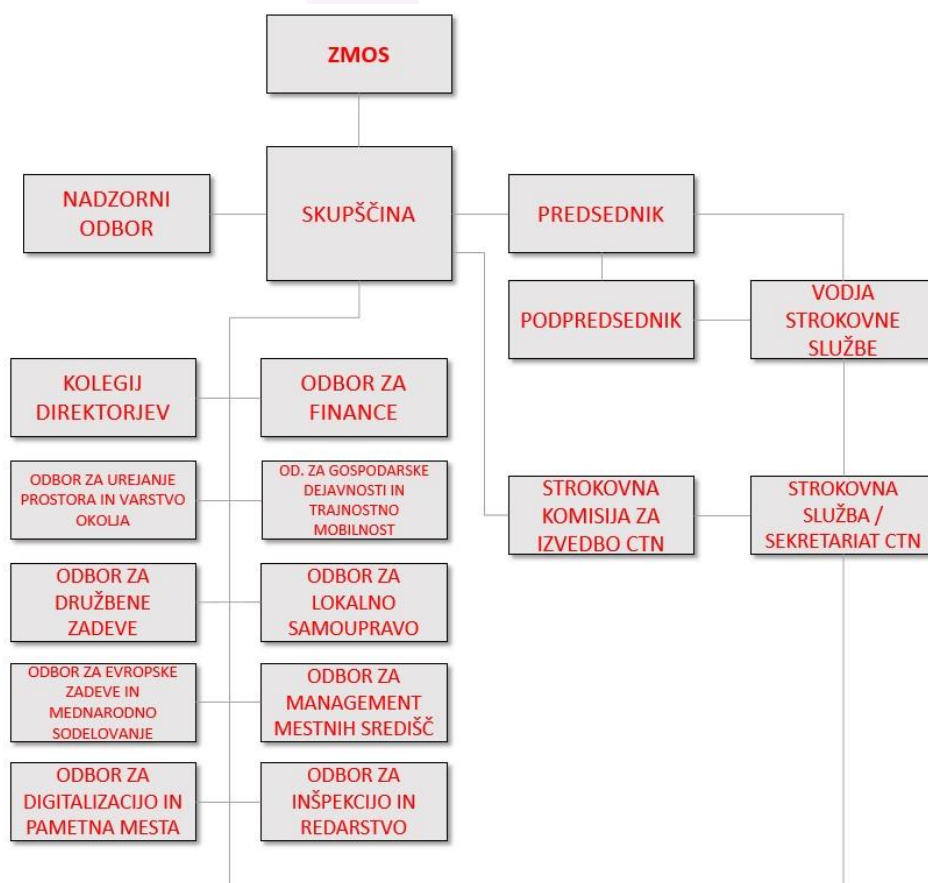 ZMOS
NADZORNI
ODBOR
SKUPŠČINA
PREDSEDNIK
PODPREDSEDNIK
VODJA
STROKOVNE
SLUŽBE
KOLEGIJ
DIREKTORJEV
ODBOR ZA
FINANCE
ODBOR ZA UREJANJE
PROSTORA IN VARSTVO
OKOLJA
OD. ZA GOSPODARSKE
DEJAVNOSTI IN
TRAJNOSTNO
MOBILNOST
STROKOVNA
KOMISIJA ZA
IZVEDBO CTN
STROKOVNA
SLUŽBA /
SEKRETARIAT CTN
ODBOR ZA
DRUŽBENE
ZADEVE
ODBOR ZA
LOKALNO
SAMOUPRAVO
ODBOR ZA EVROPSKE
ZADEVE IN
MEDNARODNO
SODELOVANJE
ODBOR ZA
MANAGEMENT
MESTNIH SREDIŠČ
ODBOR ZA
DIGITALIZACIJO IN
PAMETNA MESTA
ODBOR ZA
INŠPEKCIJO IN
REDARSTVO